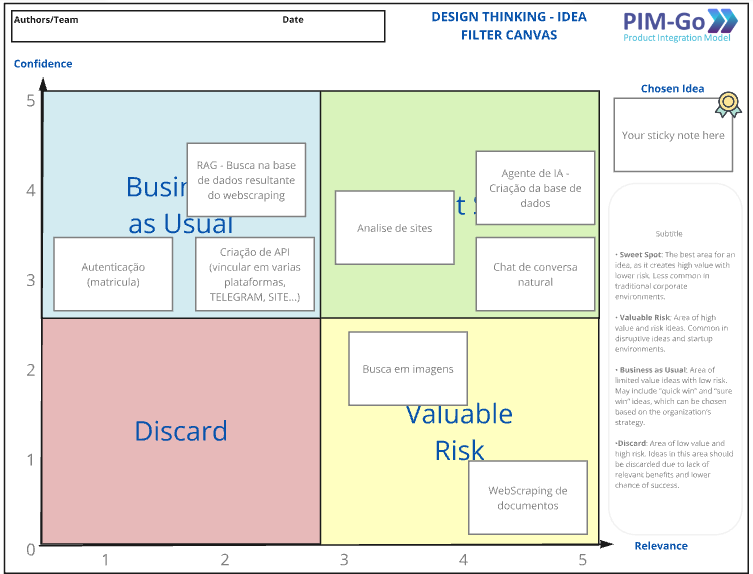 Authors/Team
Date
DESIGN THINKING - IDEA
FILTER CANVAS
PIM-Go
Product Integration Model
Confidence
5
4
3
2
1
0
1
2
3
4
5
Relevance
as Usual
RAG - Busca na base
de dados resultante
do webscraping
Autenticação
(matricula)
Criação de API
(vincular em varias
plataformas,
TELEGRAM, SITE...)
Analise de sites
Agente de IA -
Criação da base de
dados
Chat de conversa
natural
Discard
Busca em imagens
Valuable
Risk
WebScraping de
documentos
Chosen Idea
Your sticky note here
Subtitle
• Sweet Spot: The best area for an
idea, as it creates high value with
lower risk. Less common in
traditional corporate
environments.
• Valuable Risk: Area of high
value and risk ideas. Common in
disruptive ideas and startup
environments.
• Business as Usual: Area of
limited value ideas with low risk.
May include "quick win" and "sure
win" ideas, which can be chosen
based on the organization's
strategy.
•Discard: Area of low value and
high risk. Ideas in this area should
be discarded due to lack of
relevant benefits and lower
chance of success.